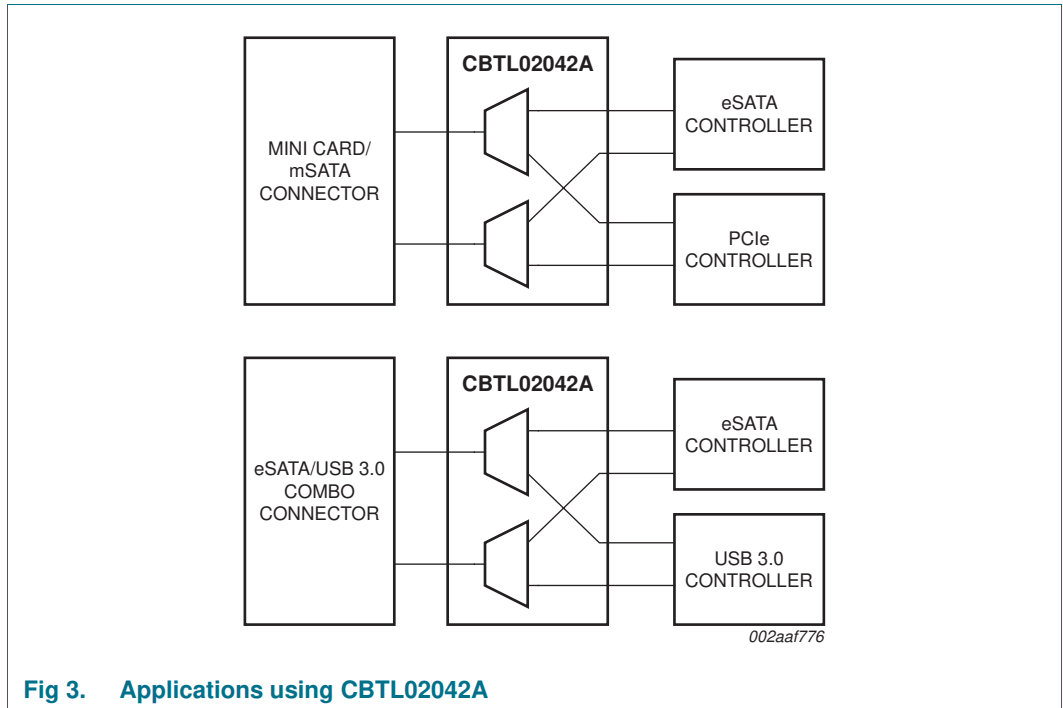 CBTL02042A
MINI CARD/
mSATA
CONNECTOR
eSATA
CONTROLLER
PCIe
CONTROLLER
CBTL02042A
eSATA/USB 3.0
COMBO
CONNECTOR
eSATA
CONTROLLER
USB 3.0
CONTROLLER
002aaf776
Fig 3. Applications using CBTL02042A